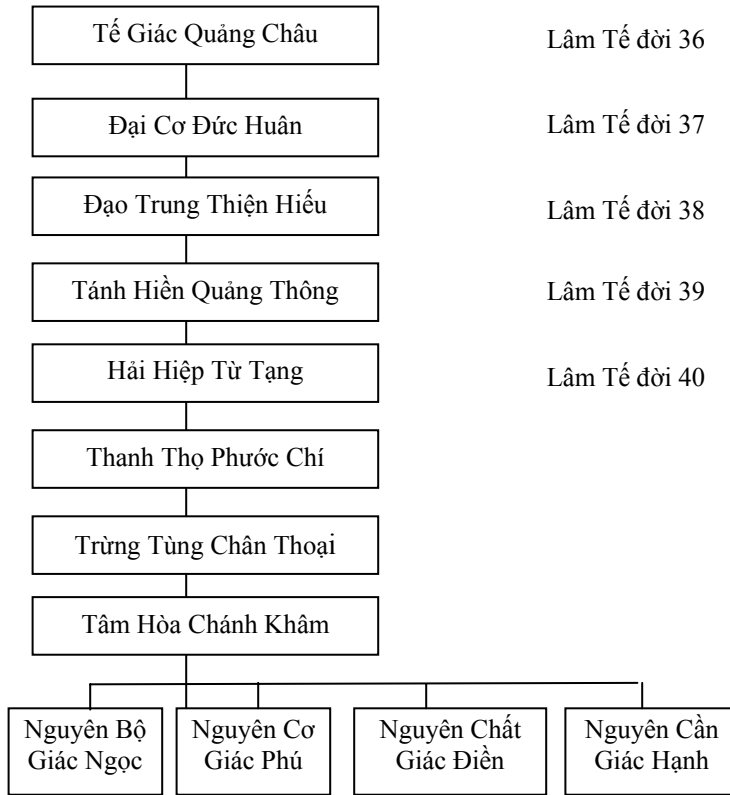 Tế Giác Quảng Châu Lâm Tế đời 36
Đại Cơ Đức Huân Lâm Tế đời 37
Đạo Trung Thiện Hiếu Lâm Tế đời 38
Tánh Hiền Quảng Thông Lâm Tế đời 39
Hải Hiệp Từ Tạng Lâm Tế đời 40
Thanh Thọ Phước Chí
Trừng Tùng Chân Thoại
Tâm Hòa Chánh Khâm
Nguyên Bộ
Giác Ngọc
Nguyên Cơ
Giác Phú
Nguyên Chất
Giác Điền
Nguyên Cần
Giác Hạnh